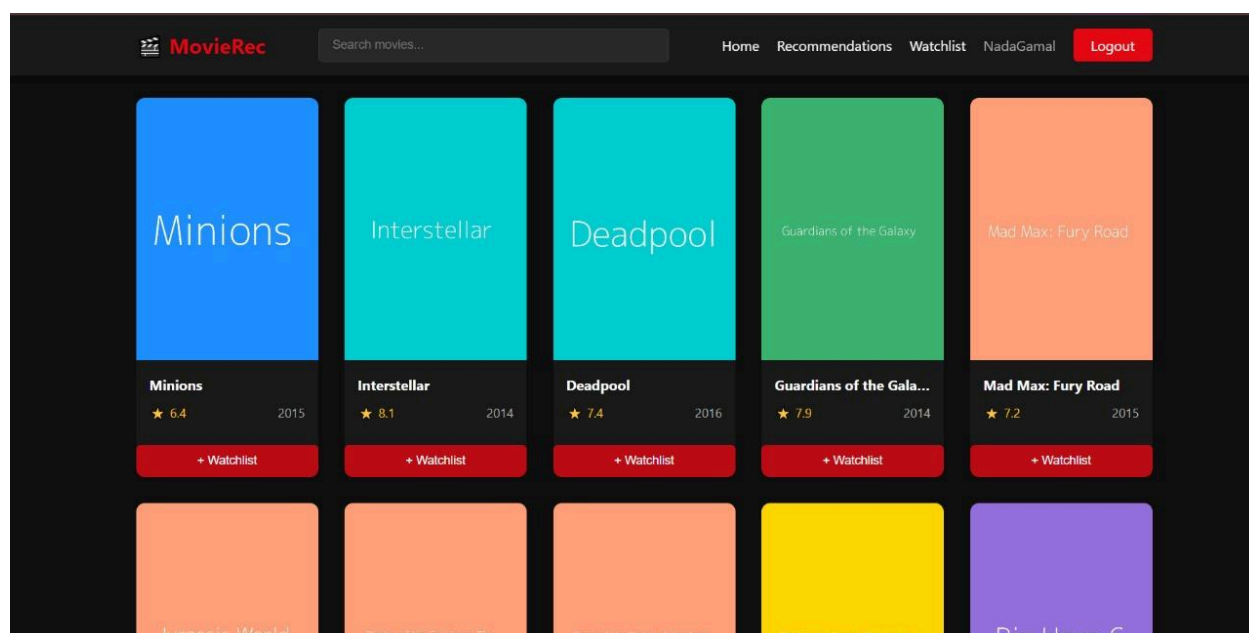 MovieRec
Search movies...
Home Recommendations Watchlist NadaGamal Logout
Minions
Interstellar
Deadpool
Guardians of the Galaxy
Mad Max: Fury Road
Minions
★ 6.4 2015
+ Watchlist
Interstellar
★ 8.1 2014
+ Watchlist
Deadpool
★ 7.4 2016
+ Watchlist
Guardians of the Gala...
★ 7.9 2014
+ Watchlist
Mad Max: Fury Road
★ 7.2 2015
+ Watchlist
Jurassic World